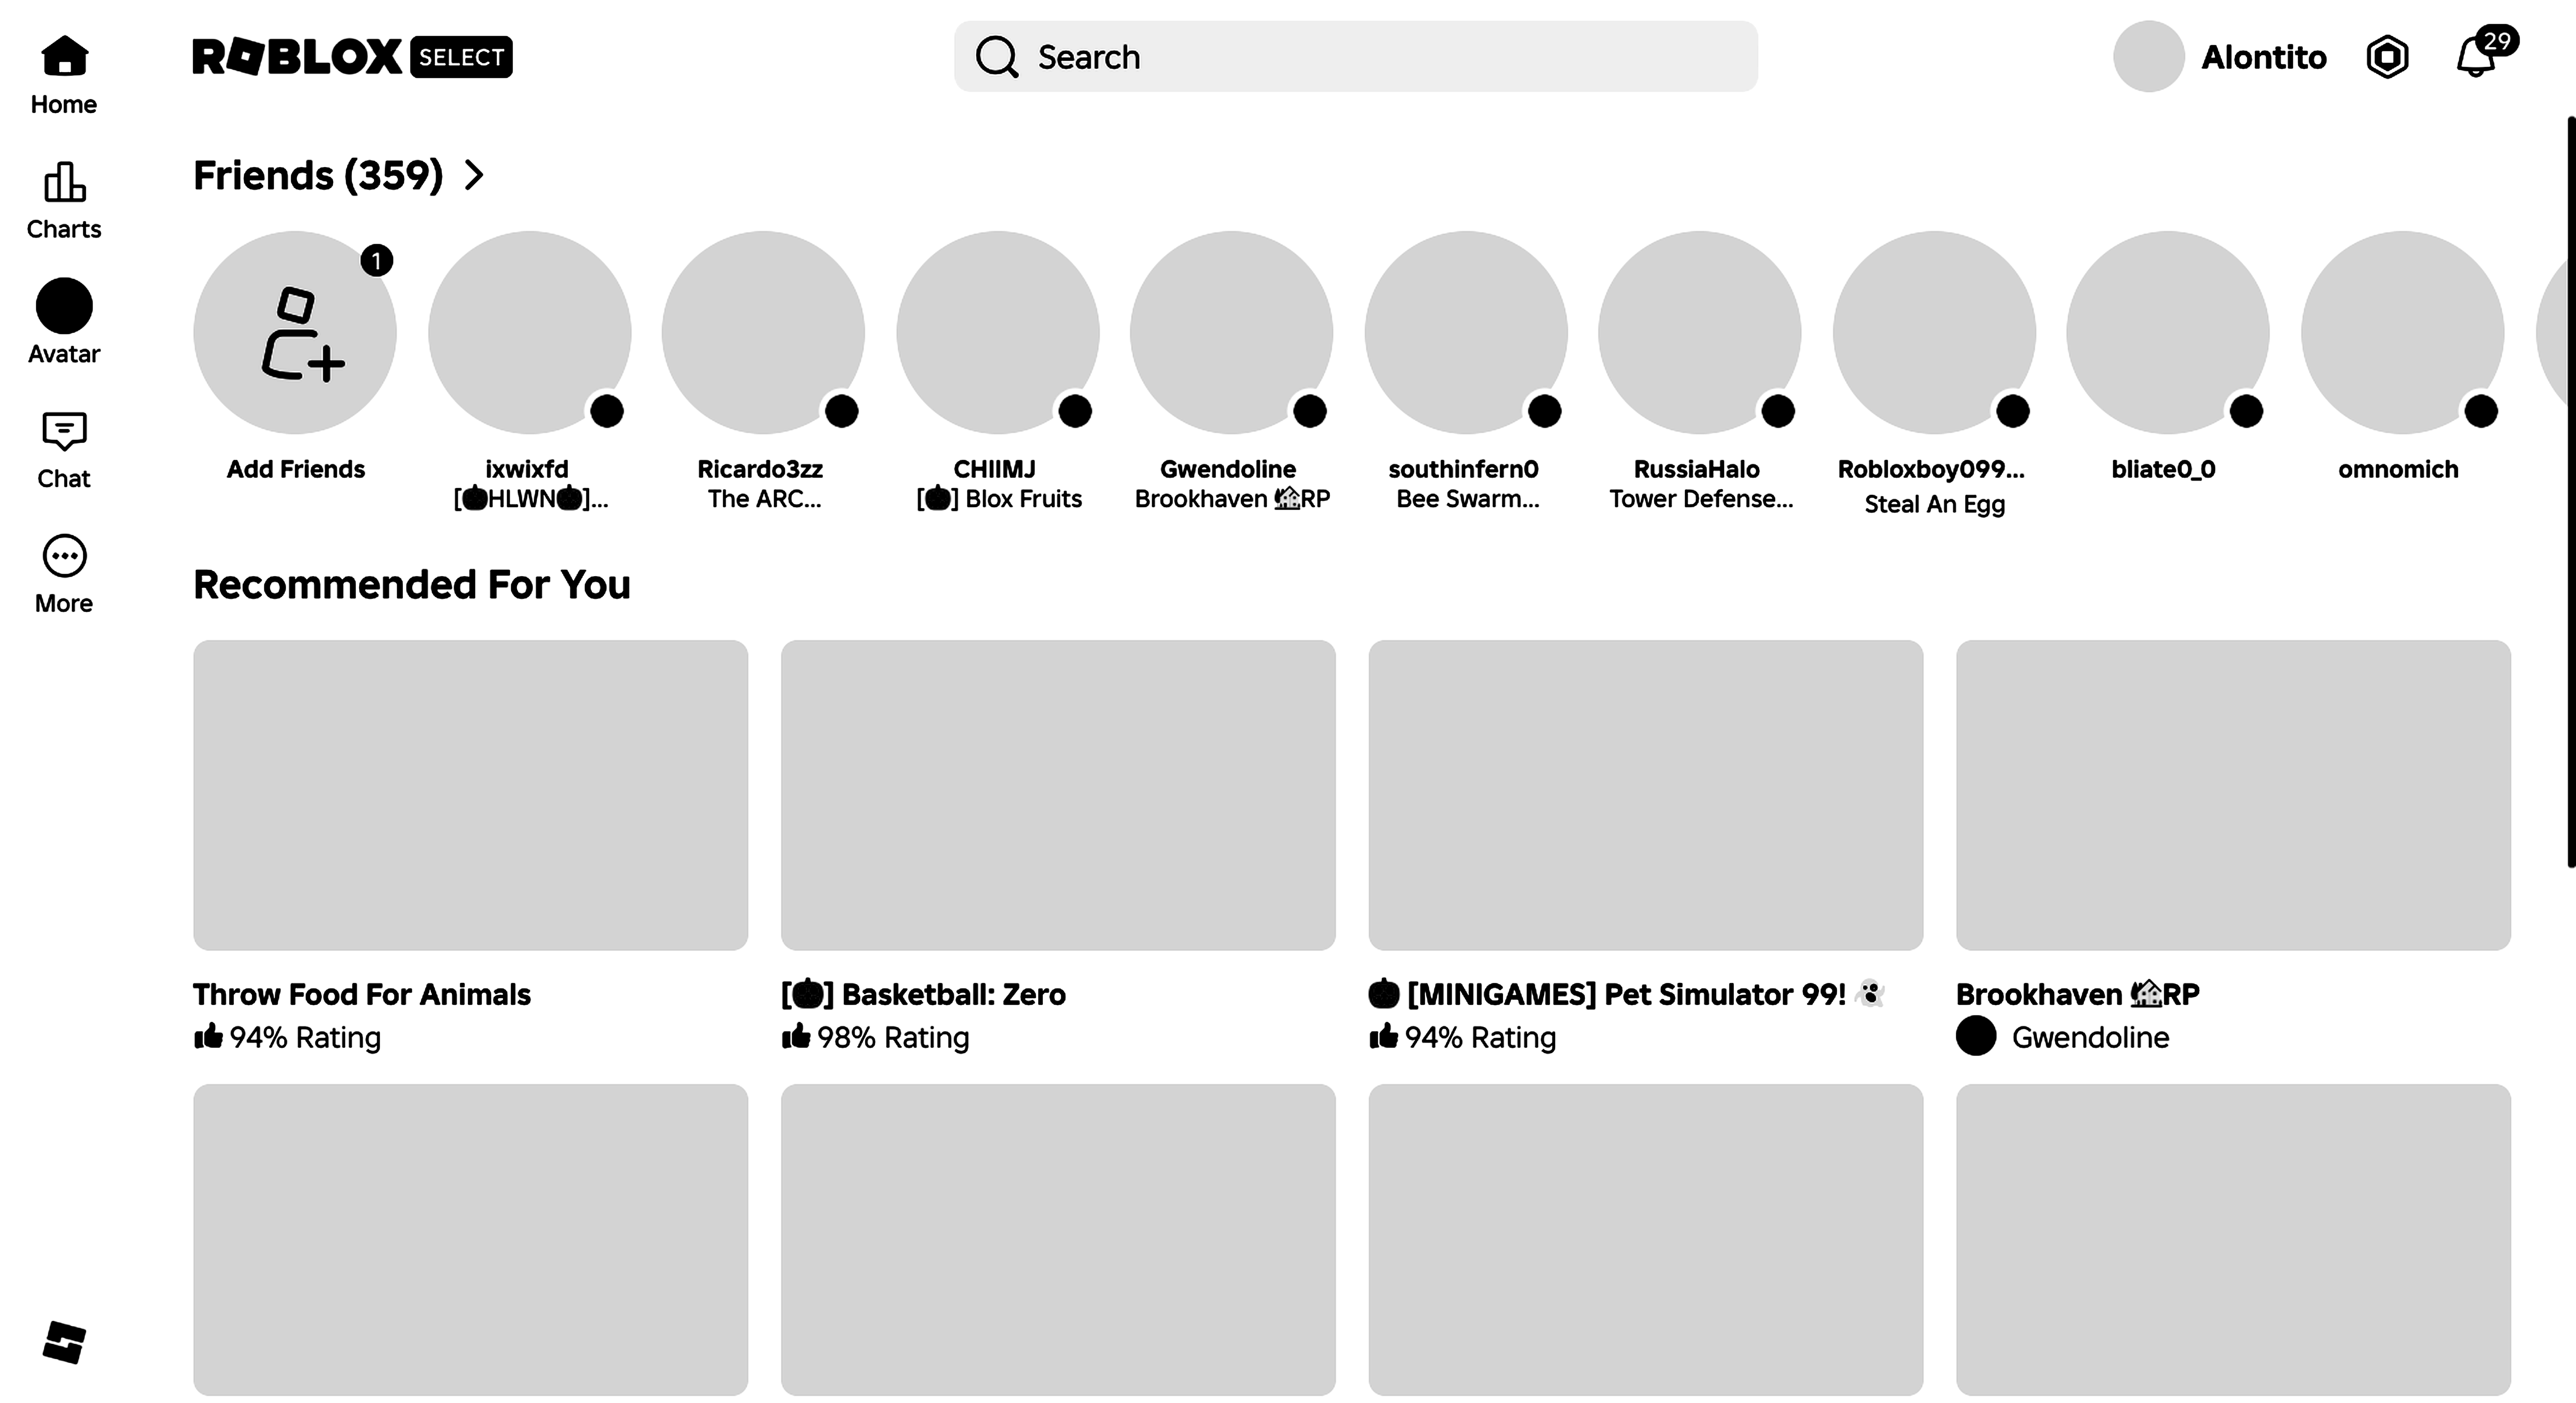 Home
Charts
Avatar
Chat
More
ROBLOX SELECT
Search
Alontito
29
Friends (359)
1
Add Friends
ixwixfd
[🎃HLWN🎃]...
Ricardo3zz
The ARC...
CHIIMJ
[🎃] Blox Fruits
Gwendoline
Brookhaven 🏡RP
southinfern0
Bee Swarm...
RussiaHalo
Tower Defense...
Robloxboy099...
Steal An Egg
bliate0_0
omnomich
Recommended For You
Throw Food For Animals
94% Rating
[🎃] Basketball: Zero
98% Rating
🎃 [MINIGAMES] Pet Simulator 99! 👻
94% Rating
Brookhaven 🏡RP
Gwendoline